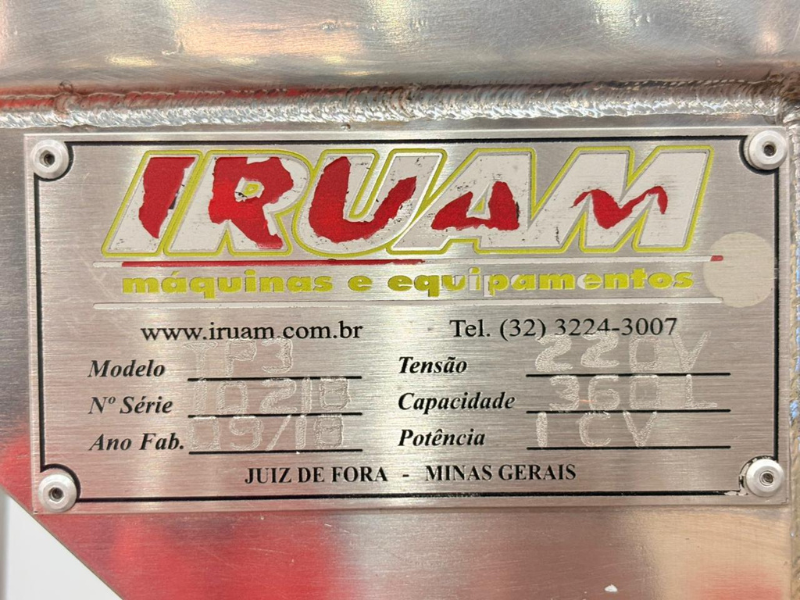 IRUAM
máquinas e equipamentos
www.iruam.com.br Tel. (32) 3224-3007
Modelo TP3 Tensão 220V
Nº Série 10218 Capacidade 360L
Ano Fab. 09/18 Potência 1 CV
JUIZ DE FORA - MINAS GERAIS